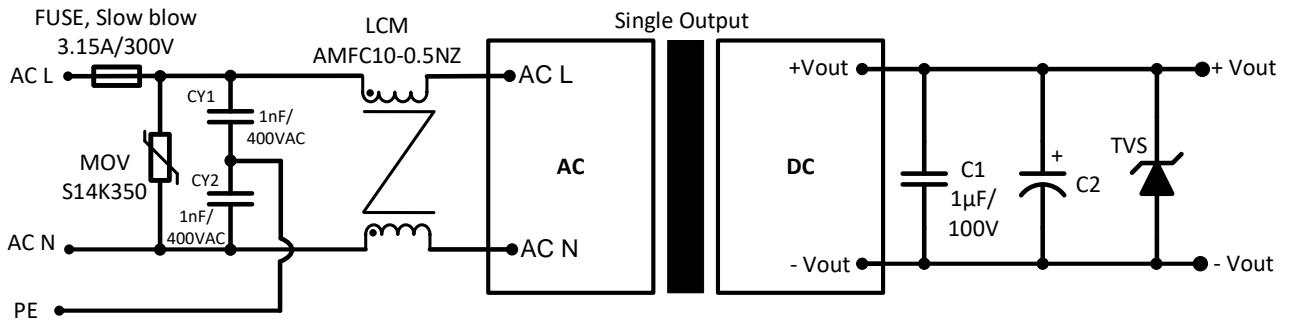 FUSE, Slow blow
3.15A/300V
LCM
AMFC10-0.5NZ
Single Output
AC L
CY1
1nF/
400VAC
AC L
+Vout
+ Vout
MOV
S14K350
CY2
1nF/
400VAC
AC
DC
C1
1µF/
100V
+
C2
TVS
AC N
AC N
- Vout
- Vout
PE